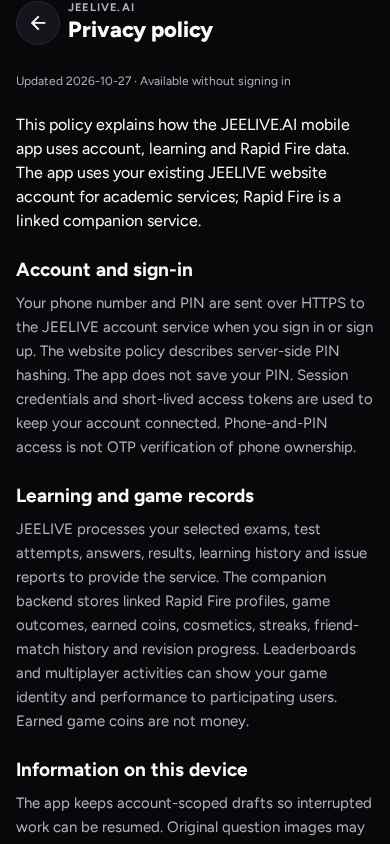 JEELIVE.AI
Privacy policy
Updated 2026-10-27 · Available without signing in
This policy explains how the JEELIVE.AI mobile
app uses account, learning and Rapid Fire data.
The app uses your existing JEELIVE website
account for academic services; Rapid Fire is a
linked companion service.
Account and sign-in
Your phone number and PIN are sent over HTTPS to
the JEELIVE account service when you sign in or sign
up. The website policy describes server-side PIN
hashing. The app does not save your PIN. Session
credentials and short-lived access tokens are used to
keep your account connected. Phone-and-PIN
access is not OTP verification of phone ownership.
Learning and game records
JEELIVE processes your selected exams, test
attempts, answers, results, learning history and issue
reports to provide the service. The companion
backend stores linked Rapid Fire profiles, game
outcomes, earned coins, cosmetics, streaks, friend-
match history and revision progress. Leaderboards
and multiplayer activities can show your game
identity and performance to participating users.
Earned game coins are not money.
Information on this device
The app keeps account-scoped drafts so interrupted
work can be resumed. Original question images may